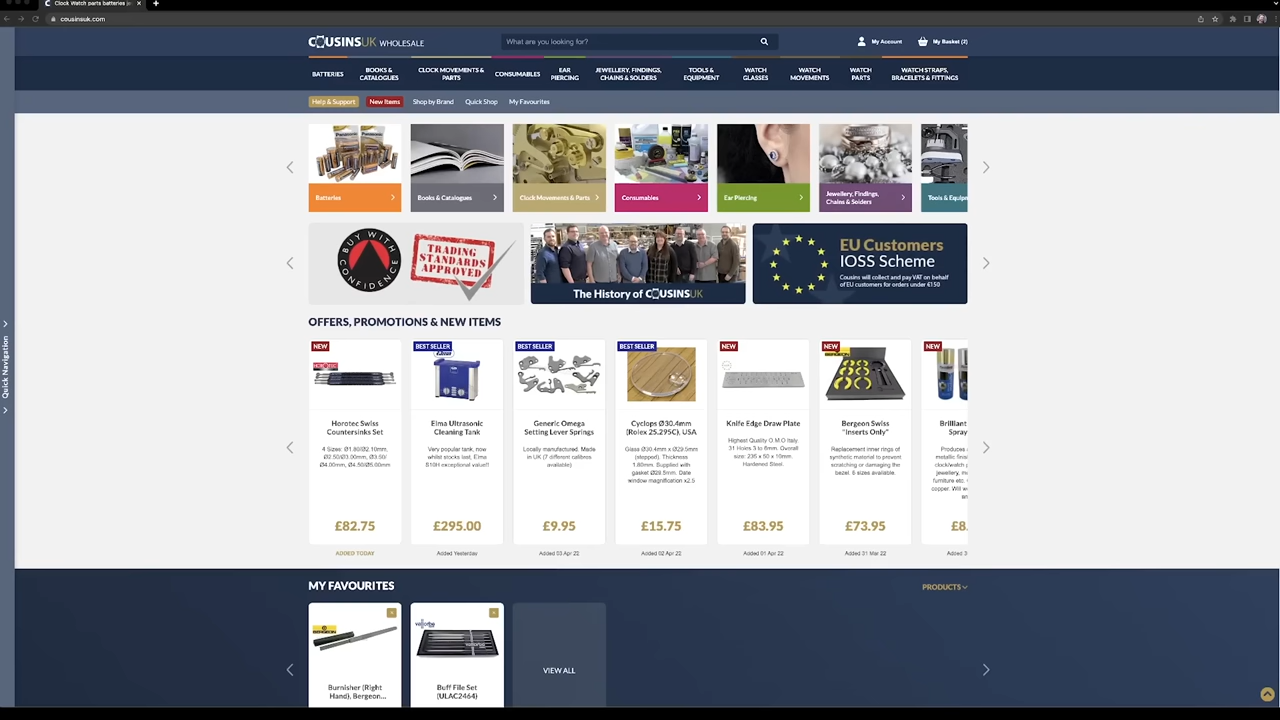 Clock Watch parts batteries
cousinsuk.com
COUSINSUK WHOLESALE
What are you looking for?
My Account
My Basket (2)
BATTERIES
BOOKS &
CATALOGUES
CLOCK MOVEMENTS &
PARTS
CONSUMABLES
EAR
PIERCING
JEWELLERY, FINDINGS,
CHAINS & SOLDERS
TOOLS &
EQUIPMENT
WATCH
GLASSES
WATCH
MOVEMENTS
WATCH
PARTS
WATCH STRAPS,
BRACELETS & FITTINGS
Help & Support
New Items
Shop by Brand
Quick Shop
My Favourites
Batteries
Books & Catalogues
Clock Movements & Parts
Consumables
Ear Piercing
Jewellery, Findings,
Chains & Solders
Tools & Equipm
BUY WITH CONFIDENCE
TRADING
STANDARDS
APPROVED
The History of COUSINSUK
EU Customers
IOSS Scheme
Cousins will collect and pay VAT on behalf
of EU customers for orders under €150
Quick Navigation
OFFERS, PROMOTIONS & NEW ITEMS
NEW
HOROTEC
Horotec Swiss
Countersinks Set
4 Sizes: Ø1.80/Ø2.10mm,
Ø2.50/Ø3.00mm, Ø3.50/
Ø4.00mm, Ø4.50/Ø5.00mm
£82.75
ADDED TODAY
BEST SELLER
Elma
Elma Ultrasonic
Cleaning Tank
Very popular tank, now
whilst stocks last, Elma
S10H exceptional value!!
£295.00
Added Yesterday
BEST SELLER
Generic Omega
Setting Lever Springs
Locally manufactured. Made
in UK (7 different calibres
available)
£9.95
Added 03 Apr 22
BEST SELLER
Cyclops Ø30.4mm
(Rolex 25.295C), USA
Glass Ø30.4mm x Ø29.5mm
(stepped). Thickness
1.80mm. Supplied with
gasket Ø28.5mm. Date
window magnification x2.5
£15.75
Added 02 Apr 22
NEW
Knife Edge Draw Plate
Highest Quality O.M.O Italy
31 Holes 3 to 6mm. Overall
size: 235 x 50 x 10mm.
Hardened Steel.
£83.95
Added 01 Apr 22
NEW
BERGEON
Bergeon Swiss
"Inserts Only"
Replacement inner rings of
synthetic material to prevent
scratching or damaging the
bezel. 6 sizes available.
£73.95
Added 31 Mar 22
NEW
Brilliant
Spray
Produces
metallic finish
clock/watch p
jewellery, m
furniture etc.
copper. Will w
£8.
Added 3
MY FAVOURITES
PRODUCTS
BERGEON
Burnisher (Right
Hand), Bergeon...
vallorbe
Buff File Set
(ULAC2464)
VIEW ALL